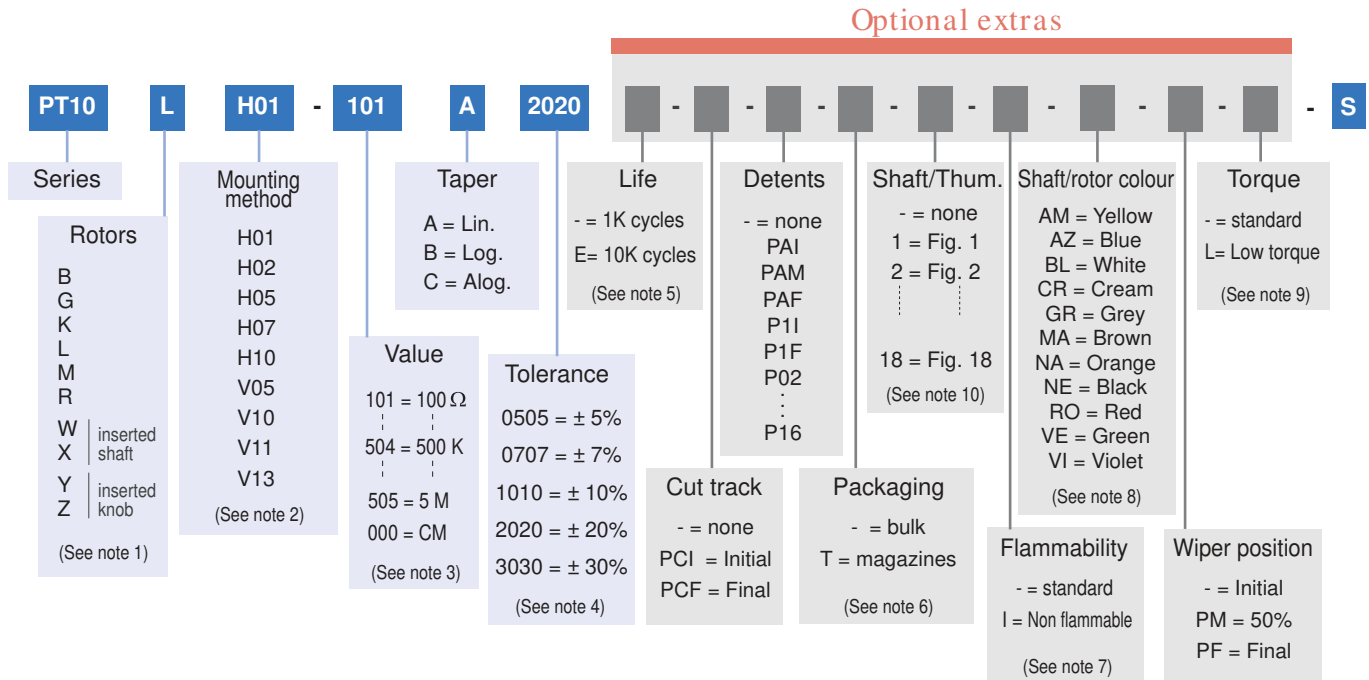 Optional extras
PT10 L H01 - 101 A 2020 - - - - - - - - - S
Series
Rotors
B
G
K
L
M
R
W
X
inserted
shaft
Y
Z
inserted
knob
(See note 1)
Mounting
method
H01
H02
H05
H07
H10
V05
V10
V11
V13
(See note 2)
Value
101 = 100 Ω
504 = 500 K
505 = 5 M
000 = CM
(See note 3)
Taper
A = Lin.
B = Log.
C = Alog.
Tolerance
0505 = ± 5%
0707 = ± 7%
1010 = ± 10%
2020 = ± 20%
3030 = ± 30%
(See note 4)
Life
- = 1K cycles
E= 10K cycles
(See note 5)
Cut track
- = none
PCI = Initial
PCF = Final
Detents
- = none
PAI
PAM
PAF
P1I
P1F
P02
P16
Packaging
- = bulk
T = magazines
(See note 6)
Shaft/Thum.
- = none
1 = Fig. 1
2 = Fig. 2
18 = Fig. 18
(See note 10)
Flammability
- = standard
I = Non flammable
(See note 7)
Shaft/rotor colour
AM = Yellow
AZ = Blue
BL = White
CR = Cream
GR = Grey
MA = Brown
NA = Orange
NE = Black
RO = Red
VE = Green
VI = Violet
(See note 8)
Wiper position
- = Initial
PM = 50%
PF = Final
Torque
- = standard
L= Low torque
(See note 9)